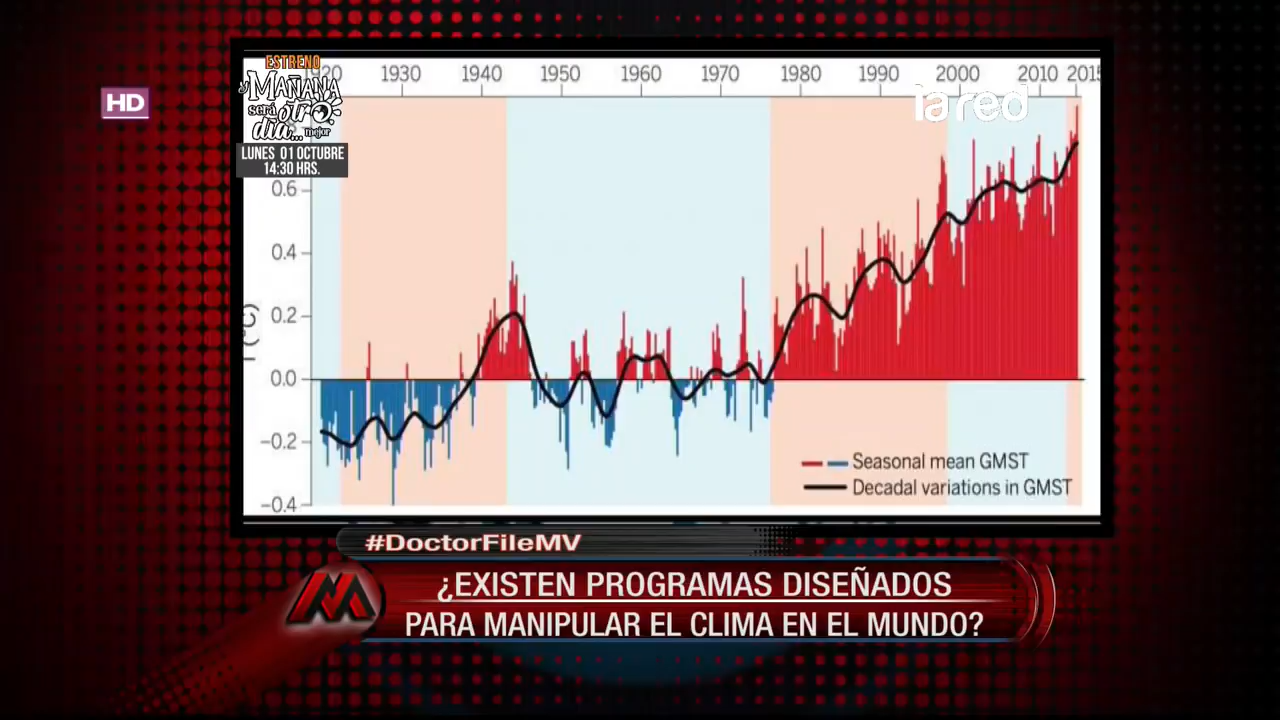 HD
ESTRENO
y MAÑANA
será otro
día... mejor
LUNES 01 OCTUBRE
14:30 HRS.
la red
1930 1940 1950 1960 1970 1980 1990 2000 2010 2015
0.6
0.4
0.2
0.0
−0.2
−0.4
Seasonal mean GMST
Decadal variations in GMST
#DoctorFileMV
¿EXISTEN PROGRAMAS DISEÑADOS
PARA MANIPULAR EL CLIMA EN EL MUNDO?